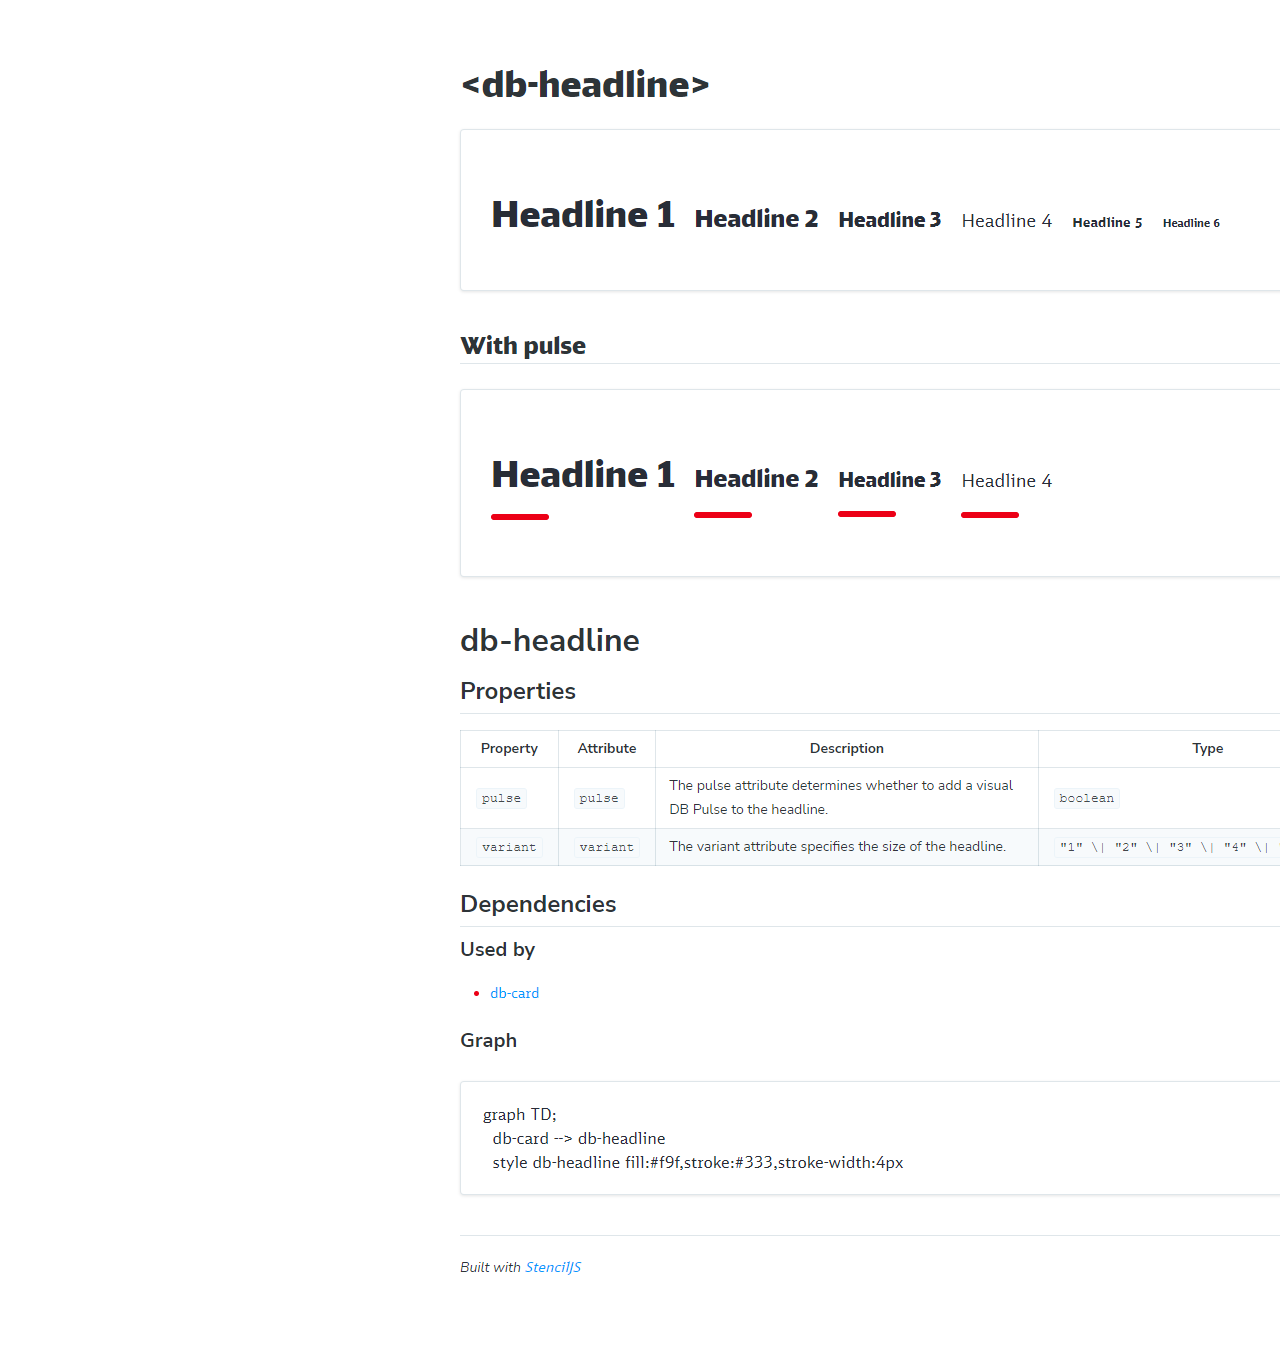 <db-headline>
Headline 1 Headline 2 Headline 3 Headline 4 Headline 5 Headline 6
With pulse
Headline 1 Headline 2 Headline 3 Headline 4
db-headline
Properties
Property Attribute Description Type
pulse pulse The pulse attribute determines whether to add a visual DB Pulse to the headline. boolean
variant variant The variant attribute specifies the size of the headline. "1" \| "2" \| "3" \| "4" \|
Dependencies
Used by
• db-card
Graph
graph TD;
db-card --> db-headline
style db-headline fill:#f9f,stroke:#333,stroke-width:4px
Built with StencilJS